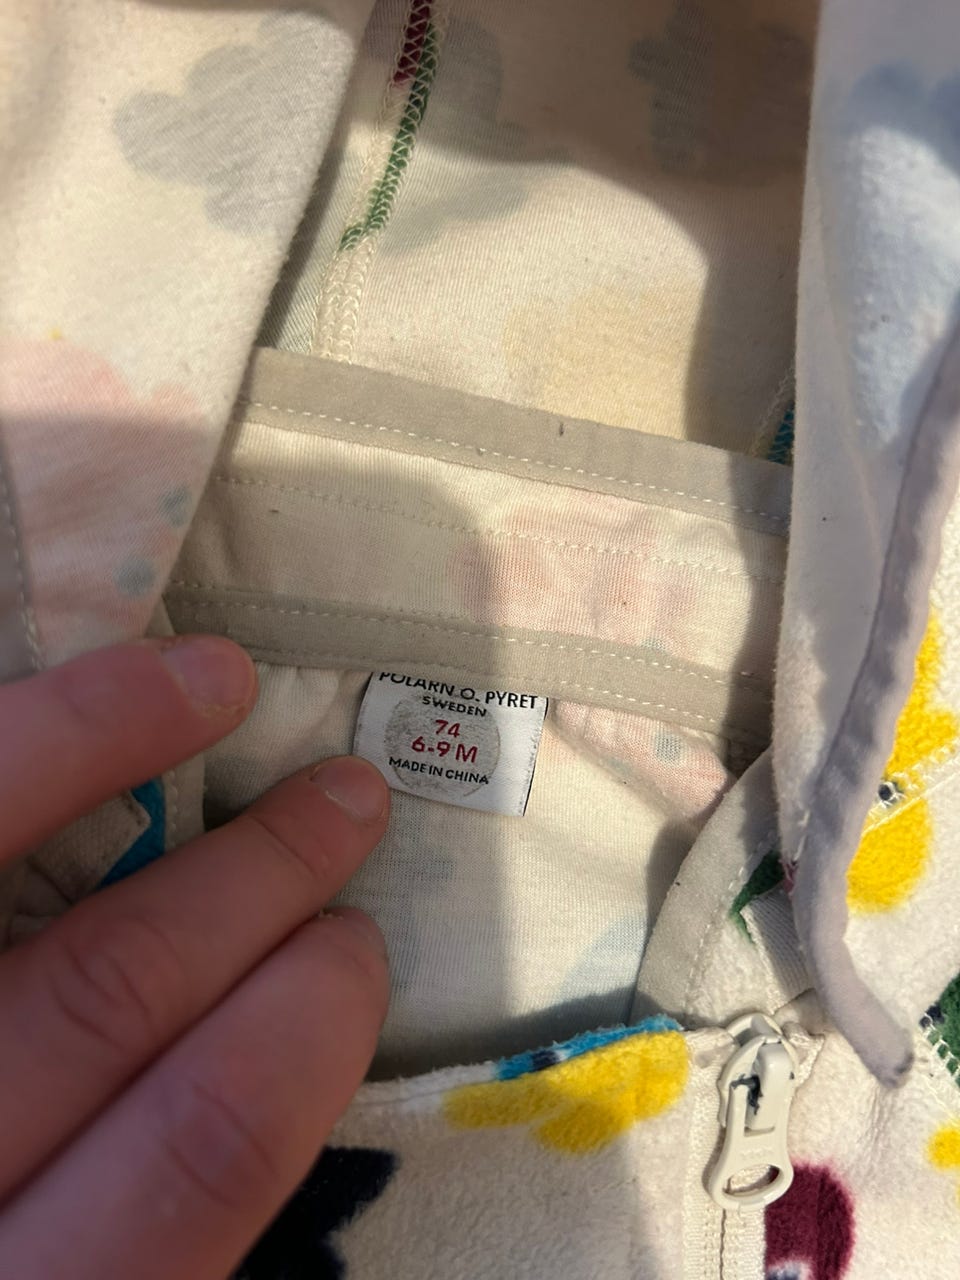 POLARN O. PYRET
SWEDEN
74
6-9 M
MADE IN CHINA